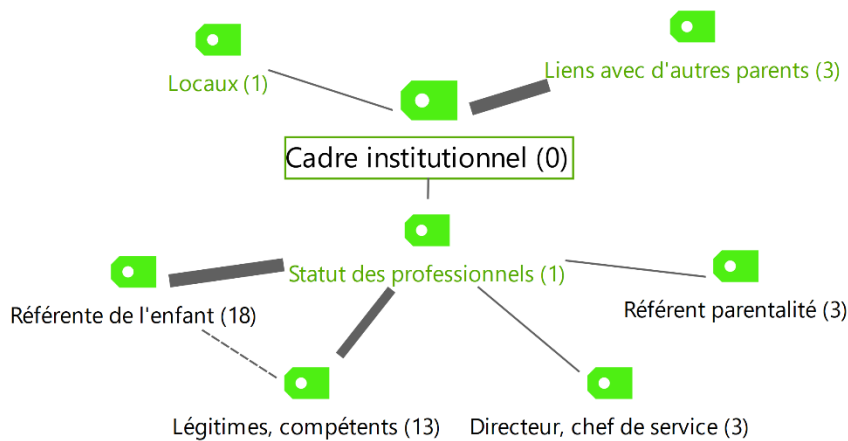 Locaux (1)
Liens avec d'autres parents (3)
Cadre institutionnel (0)
Statut des professionnels (1)
Référente de l'enfant (18)
Référent parentalité (3)
Légitimes, compétents (13)
Directeur, chef de service (3)